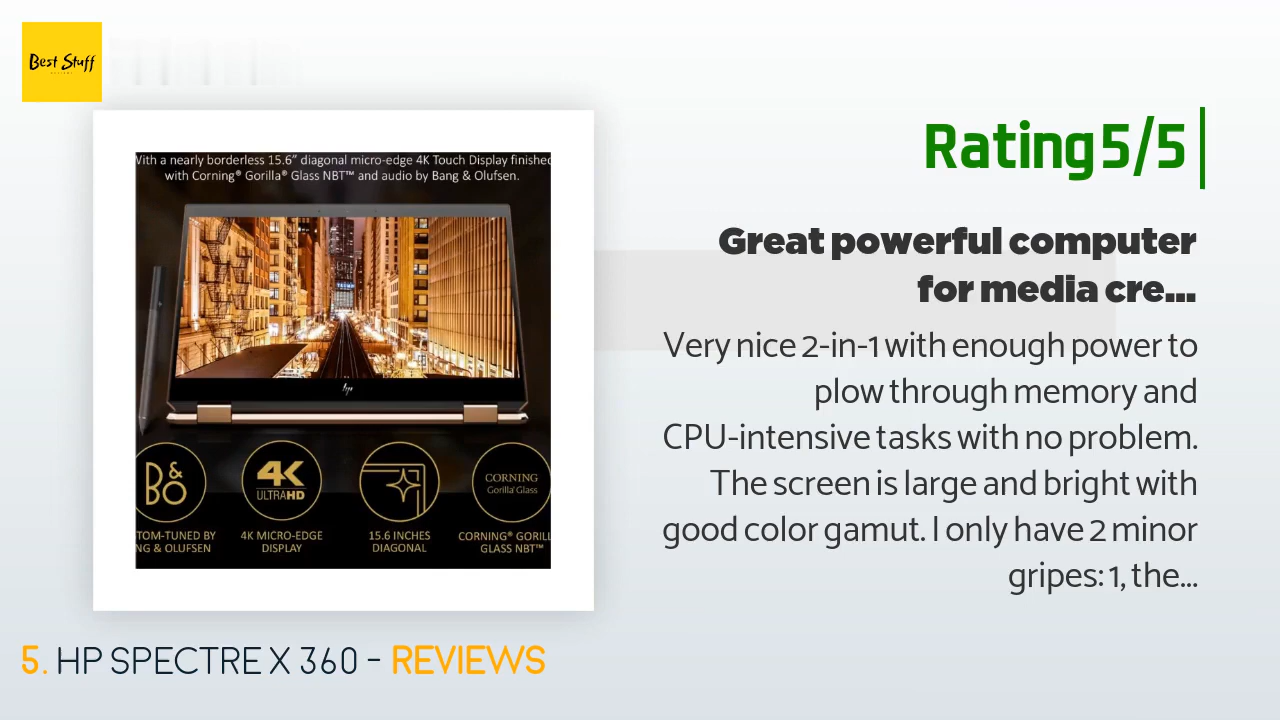 Best Stuff
With a nearly borderless 15.6" diagonal micro-edge 4K Touch Display finished
with Corning® Gorilla® Glass NBT™ and audio by Bang & Olufsen.
hp
B&O
4K
ULTRAHD
CORNING
Gorilla Glass
TOM-TUNED BY
NG & OLUFSEN
4K MICRO-EDGE
DISPLAY
15.6 INCHES
DIAGONAL
CORNING® GORILL
GLASS NBT™
Rating 5/5
Great powerful computer
for media cre...
Very nice 2-in-1 with enough power to
plow through memory and
CPU-intensive tasks with no problem.
The screen is large and bright with
good color gamut. I only have 2 minor
gripes: 1, the...
5. HP SPECTRE X 360 - REVIEWS